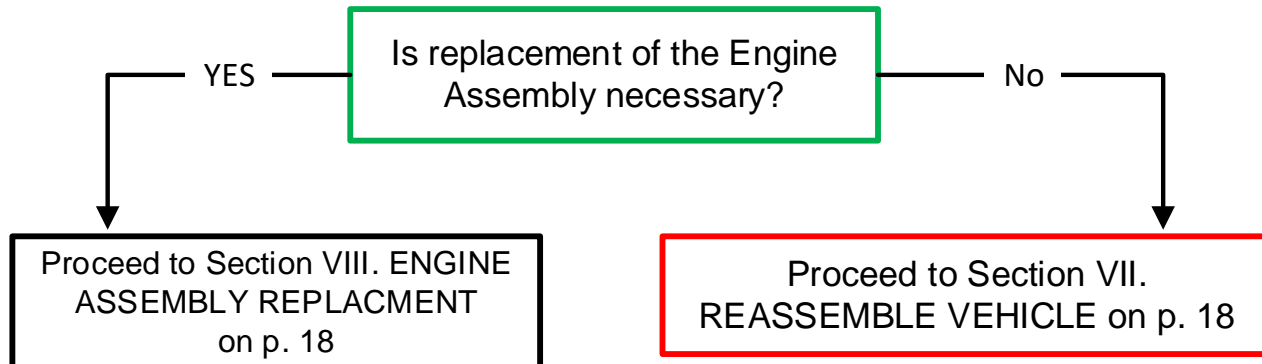 Is replacement of the Engine
Assembly necessary?
YES
No
Proceed to Section VIII. ENGINE
ASSEMBLY REPLACMENT
on p. 18
Proceed to Section VII.
REASSEMBLE VEHICLE on p. 18